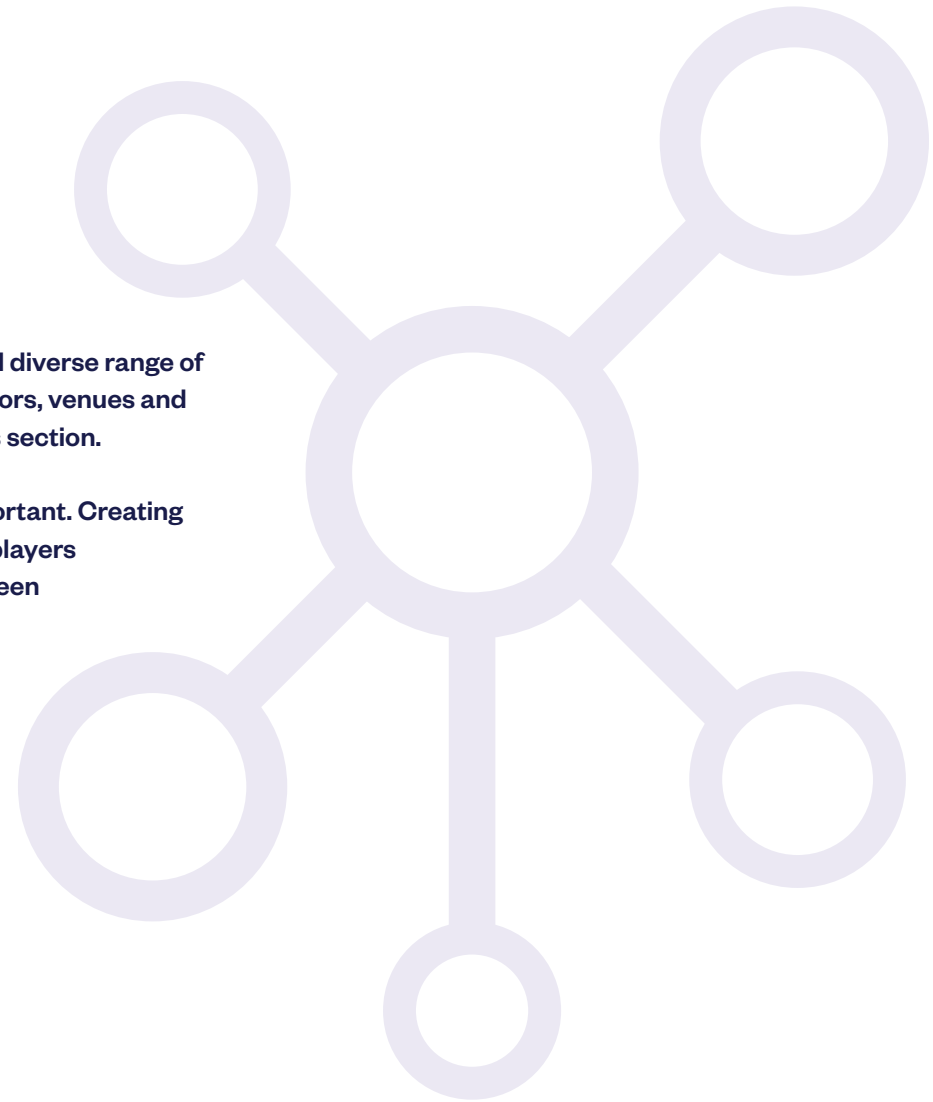 diverse range of
ors, venues and
section.
ortant. Creating
players
een